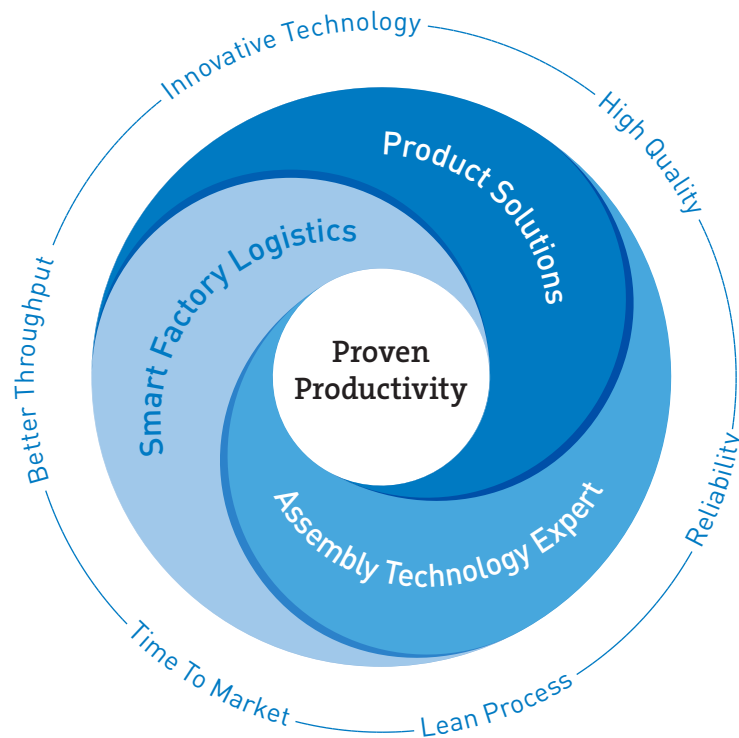 Innovative Technology
High Quality
Reliability
Lean Process
Time To Market
Better Throughput
Product Solutions
Assembly Technology Expert
Smart Factory Logistics
Proven
Productivity